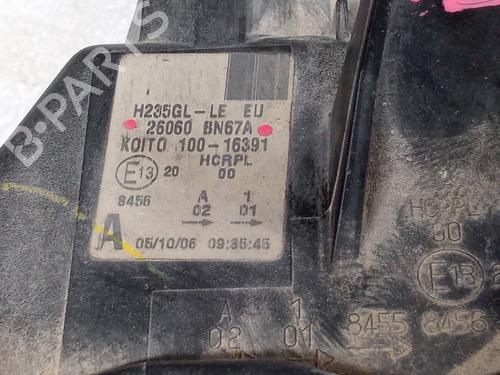 H235GL-LE EU
26060 BN67A
KOITO 100-16391
HCRPL
E13 20 00
8456 A 1
02 01
A 05/10/06 09:35:45
HCRPL
00
E13 2
A 1
02 01 8455 8456
B-Parts